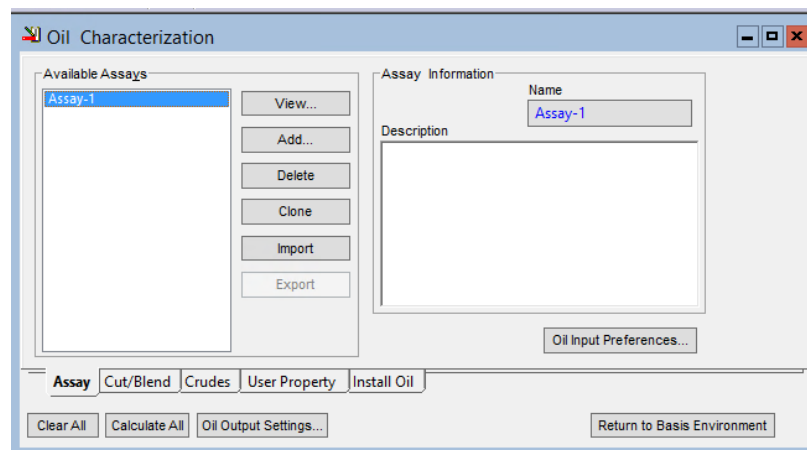 Oil Characterization
Available Assays
Assay-1
View...
Add...
Delete
Clone
Import
Export
Assay Information
Name
Assay-1
Description
Oil Input Preferences...
Assay Cut/Blend Crudes User Property Install Oil
Clear All Calculate All Oil Output Settings... Return to Basis Environment